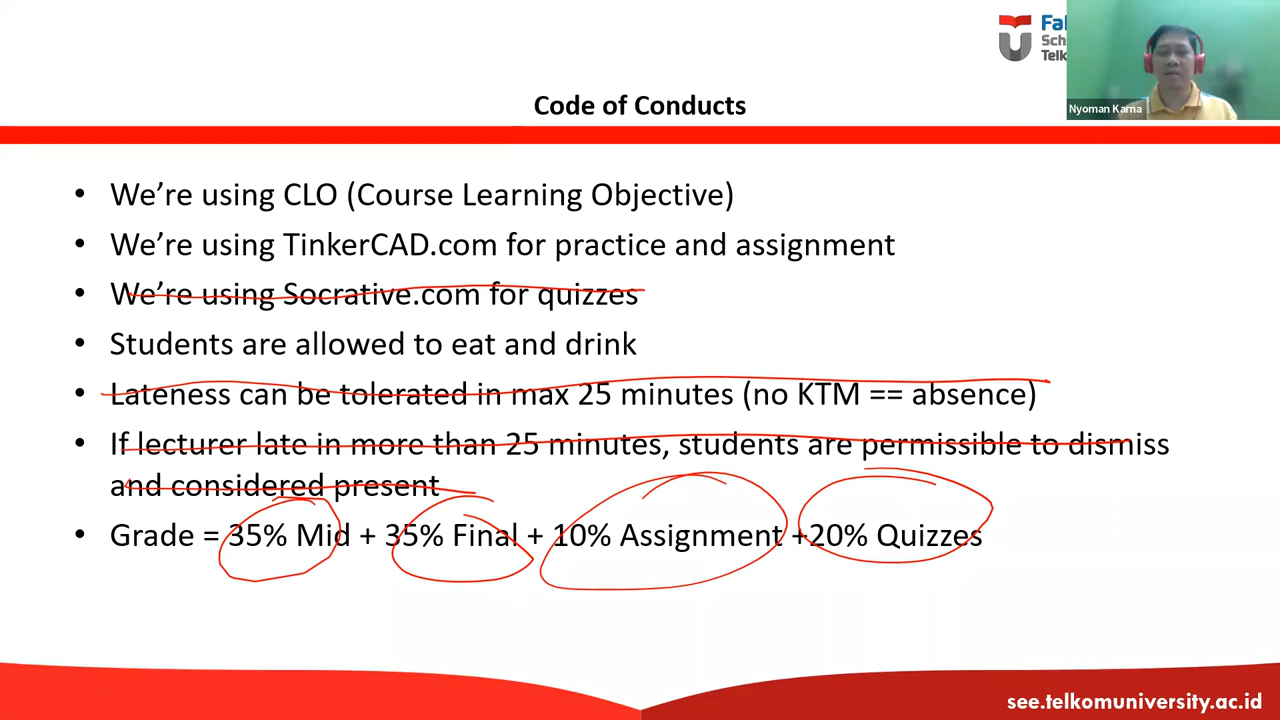 Fak
Sch
Telk
Nyoman Karna
Code of Conducts
• We’re using CLO (Course Learning Objective)
• We’re using TinkerCAD.com for practice and assignment
• We’re using Socrative.com for quizzes
• Students are allowed to eat and drink
• Lateness can be tolerated in max 25 minutes (no KTM == absence)
• If lecturer late in more than 25 minutes, students are permissible to dismiss
and considered present
• Grade = 35% Mid + 35% Final + 10% Assignment +20% Quizzes
see.telkomuniversity.ac.id